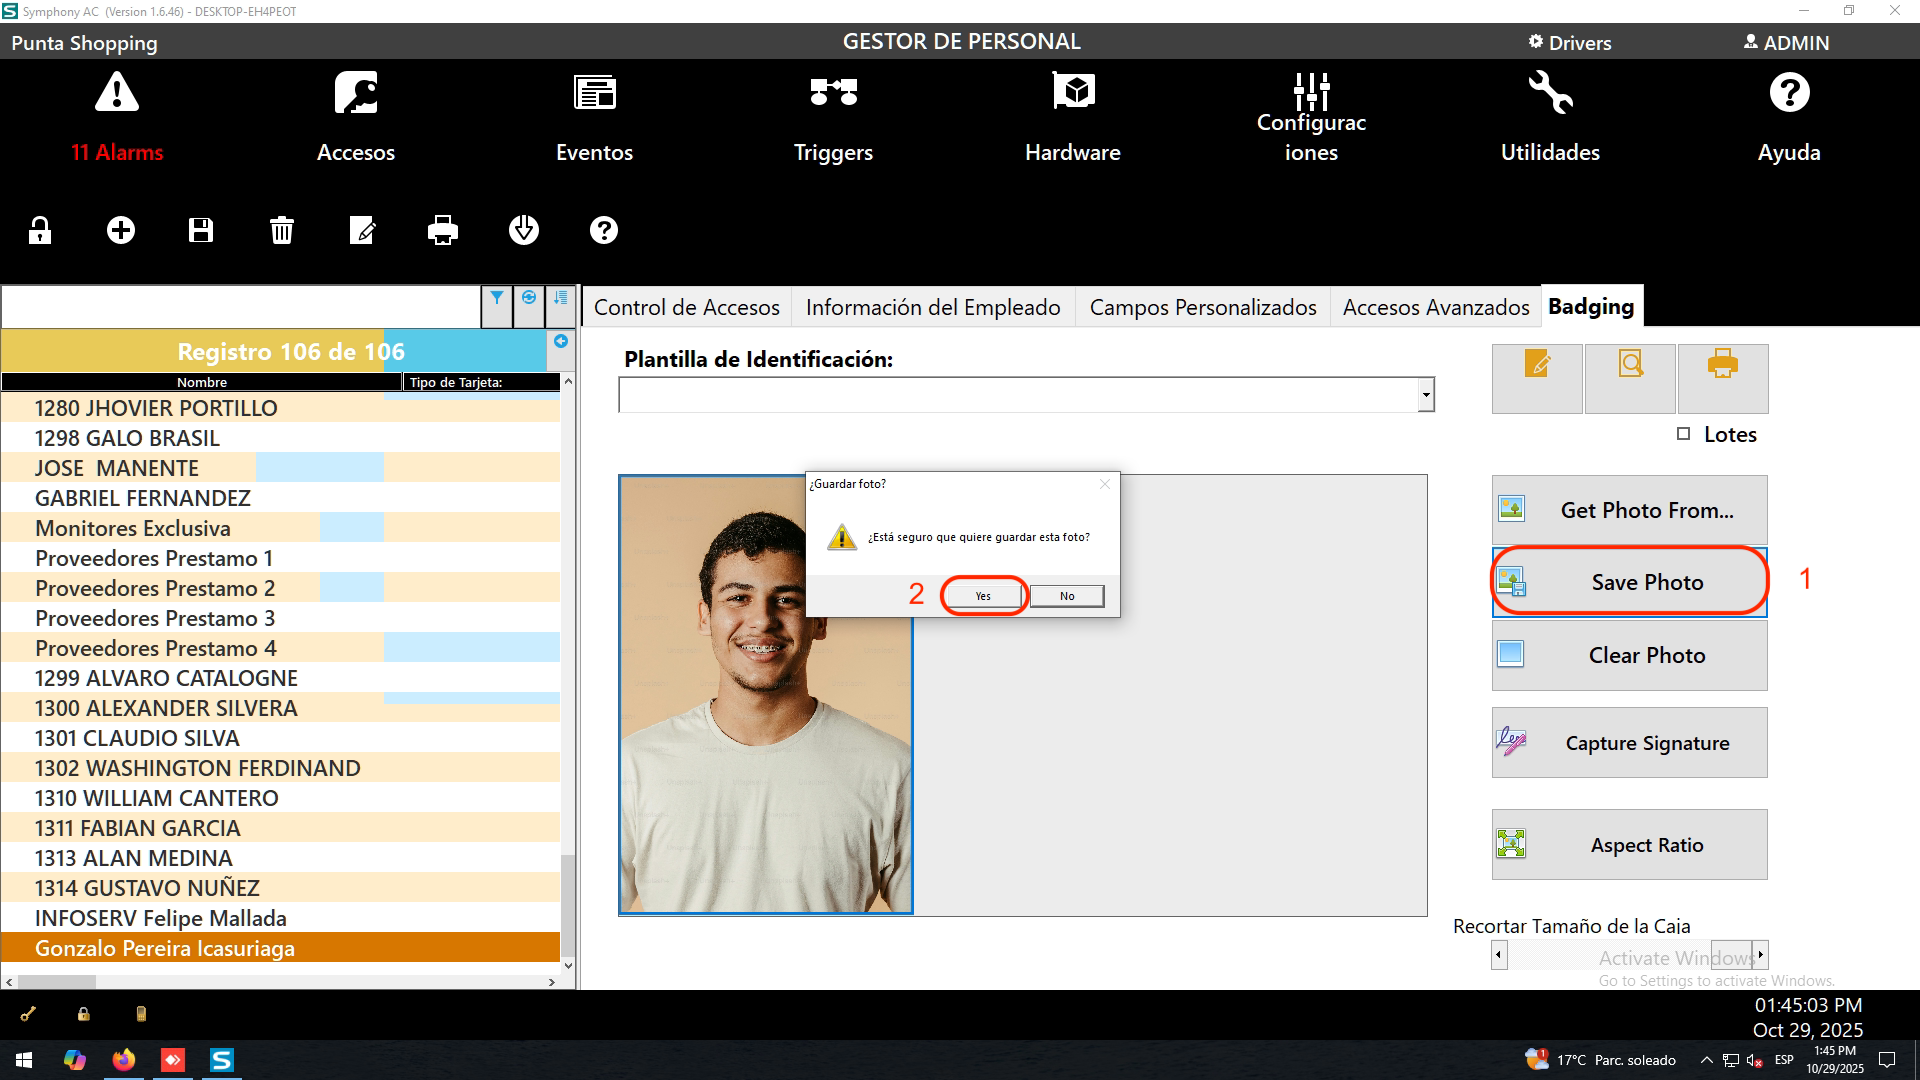 Symphony AC (Version 1.6.46) - DESKTOP-EH4PEOT
Punta Shopping
GESTOR DE PERSONAL
Drivers
ADMIN
11 Alarms
Accesos
Eventos
Triggers
Hardware
Configurac
iones
Utilidades
Ayuda
Control de Accesos
Información del Empleado
Campos Personalizados
Accesos Avanzados
Badging
Registro 106 de 106
Nombre
Tipo de Tarjeta:
1280 JHOVIER PORTILLO
1298 GALO BRASIL
JOSE  MANENTE
GABRIEL FERNANDEZ
Monitores Exclusiva
Proveedores Prestamo 1
Proveedores Prestamo 2
Proveedores Prestamo 3
Proveedores Prestamo 4
1299 ALVARO CATALOGNE
1300 ALEXANDER SILVERA
1301 CLAUDIO SILVA
1302 WASHINGTON FERDINAND
1310 WILLIAM CANTERO
1311 FABIAN GARCIA
1313 ALAN MEDINA
1314 GUSTAVO NUÑEZ
INFOSERV Felipe Mallada
Gonzalo Pereira Icasuriaga
Plantilla de Identificación:
Lotes
¿Guardar foto?
¿Está seguro que quiere guardar esta foto?
2
Yes
No
Get Photo From...
Save Photo
1
Clear Photo
Capture Signature
Aspect Ratio
Recortar Tamaño de la Caja
Activate Windows
Go to Settings to activate Windows.
01:45:03 PM
Oct 29, 2025
1
17°C Parc. soleado
ESP
1:45 PM
10/29/2025